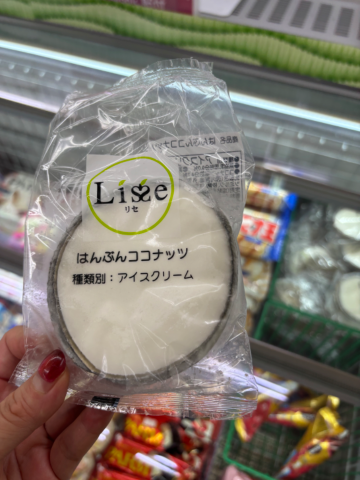 Lisse
リセ
はんぶんココナッツ
種類別：アイスクリーム